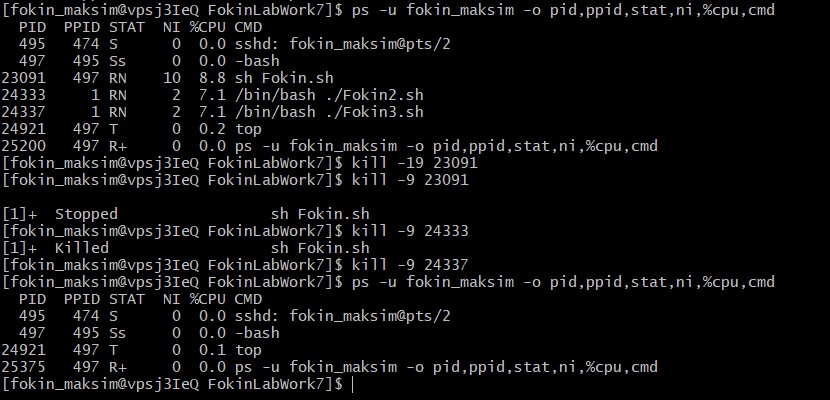 [fokin_maksim@vpsj3IeQ FokinLabWork7]$ ps -u fokin_maksim -o pid,ppid,stat,ni,%cpu,cmd
  PID  PPID STAT  NI %CPU CMD
  495   474 S      0  0.0 sshd: fokin_maksim@pts/2
  497   495 Ss     0  0.0 -bash
23091   497 RN    10  8.8 sh Fokin.sh
24333     1 RN     2  7.1 /bin/bash ./Fokin2.sh
24337     1 RN     2  7.1 /bin/bash ./Fokin3.sh
24921   497 T      0  0.2 top
25200   497 R+     0  0.0 ps -u fokin_maksim -o pid,ppid,stat,ni,%cpu,cmd
[fokin_maksim@vpsj3IeQ FokinLabWork7]$ kill -19 23091
[fokin_maksim@vpsj3IeQ FokinLabWork7]$ kill -9 23091
[1]+  Stopped                 sh Fokin.sh
[fokin_maksim@vpsj3IeQ FokinLabWork7]$ kill -9 24333
[1]+  Killed                  sh Fokin.sh
[fokin_maksim@vpsj3IeQ FokinLabWork7]$ kill -9 24337
[fokin_maksim@vpsj3IeQ FokinLabWork7]$ ps -u fokin_maksim -o pid,ppid,stat,ni,%cpu,cmd
  PID  PPID STAT  NI %CPU CMD
  495   474 S      0  0.0 sshd: fokin_maksim@pts/2
  497   495 Ss     0  0.0 -bash
24921   497 T      0  0.1 top
25375   497 R+     0  0.0 ps -u fokin_maksim -o pid,ppid,stat,ni,%cpu,cmd
[fokin_maksim@vpsj3IeQ FokinLabWork7]$